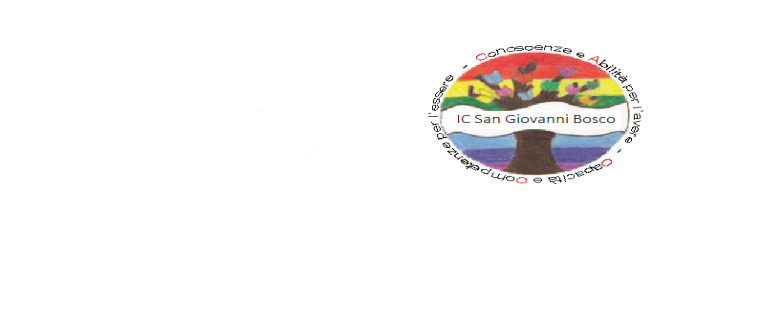 Conoscenze e Abilità per l'avere - Capacità e Competenze per l'essere -
IC San Giovanni Bosco